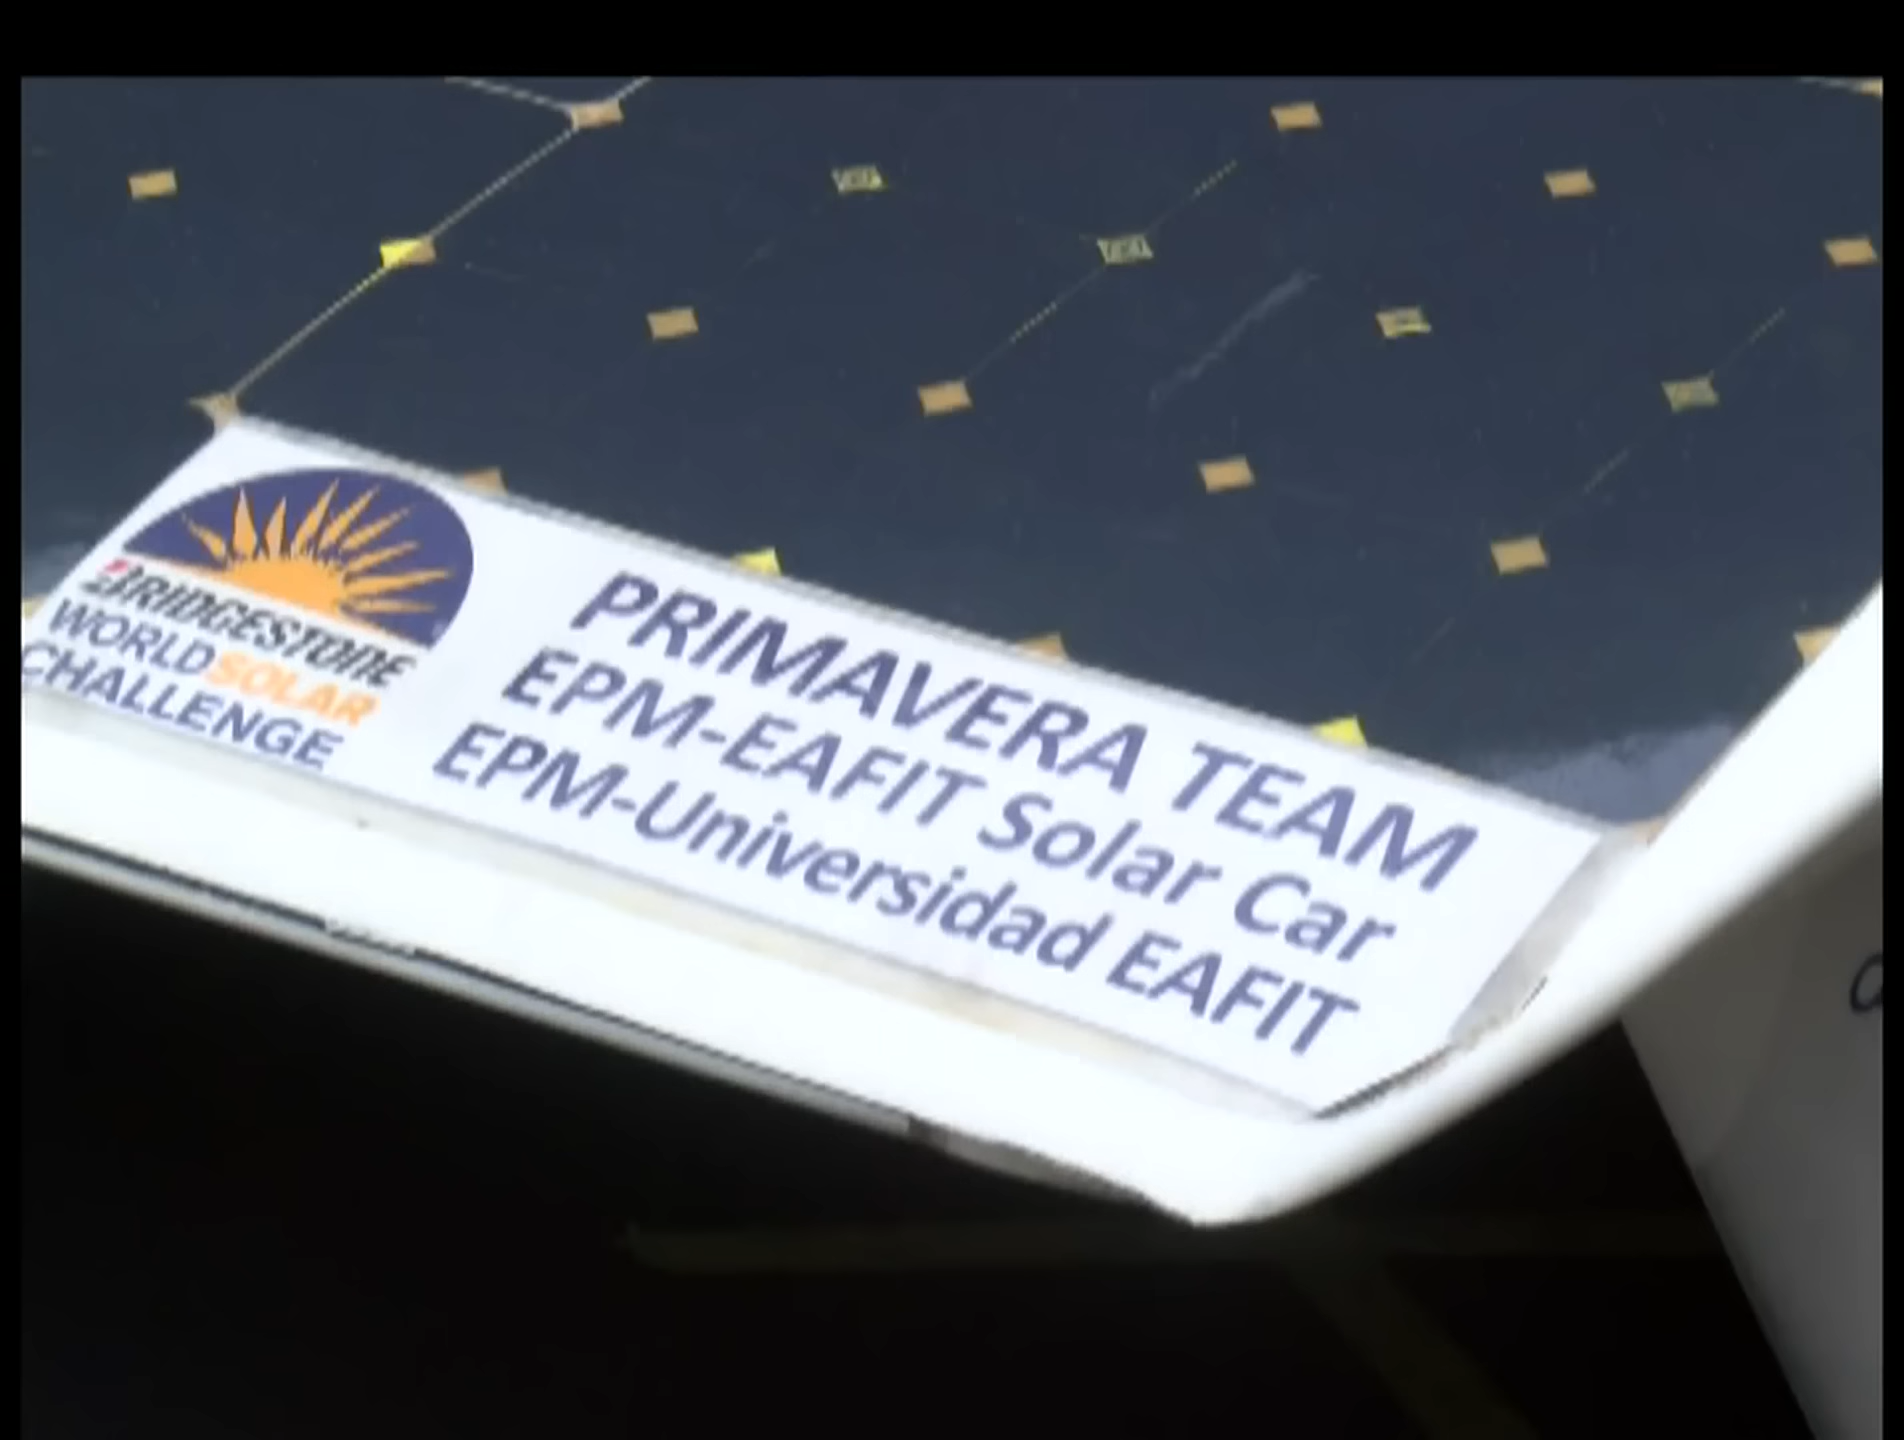 BRIDGESTONE
WORLD SOLAR
CHALLENGE
PRIMAVERA TEAM
EPM-EAFIT Solar Car
EPM-Universidad EAFIT